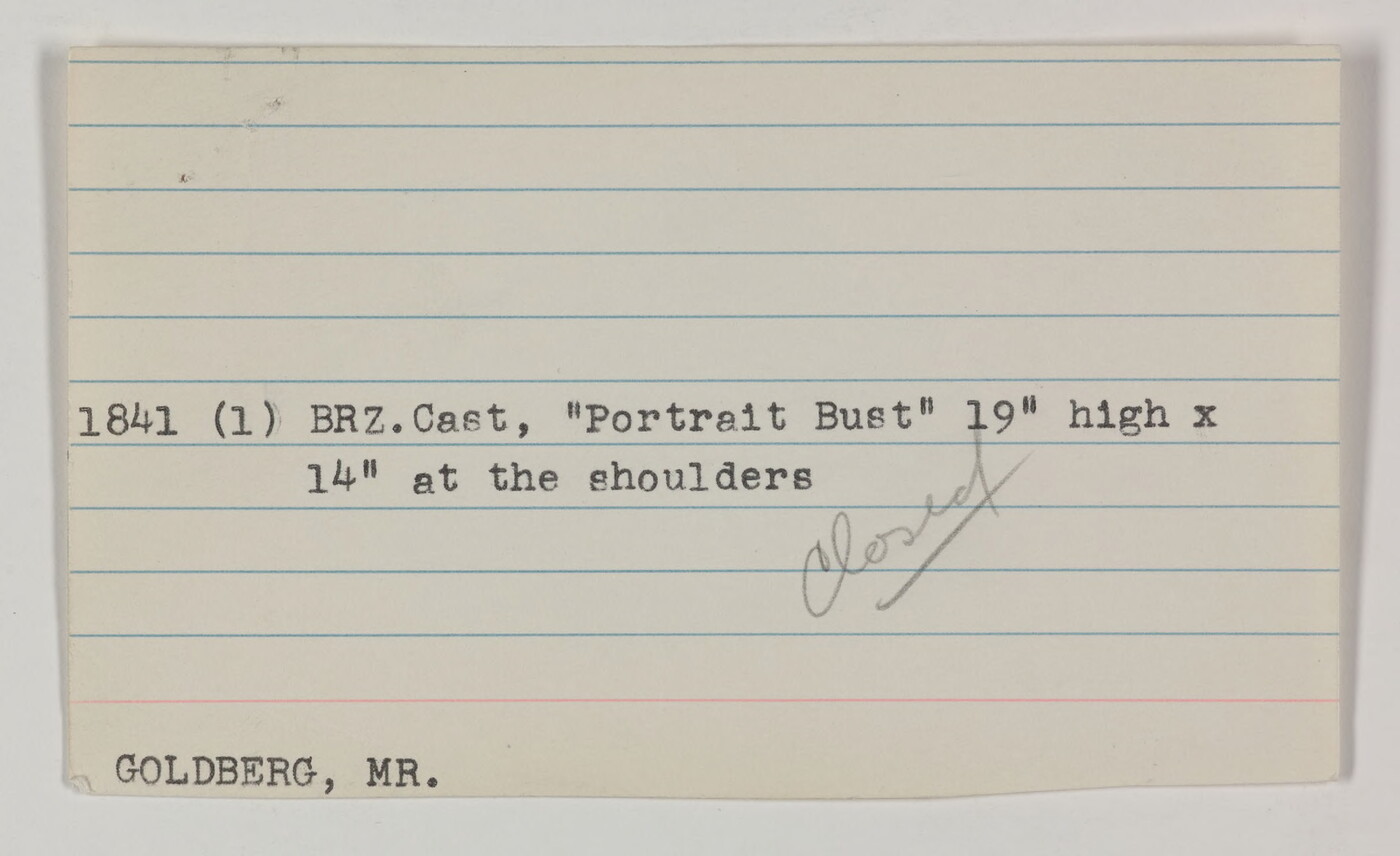 1841 (1) BRZ.Cast, "Portrait Bust" 19" high x
14" at the shoulders
Closed
GOLDBERG, MR.